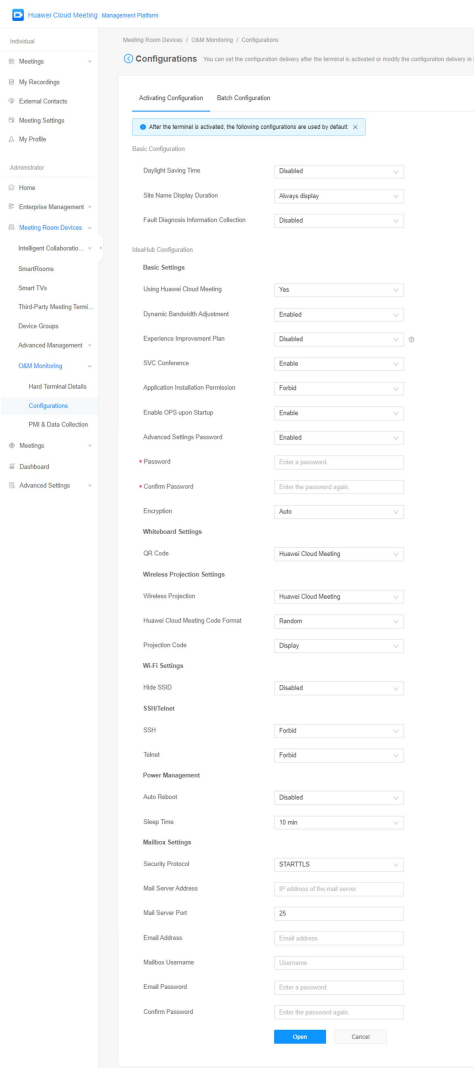 Huawei Cloud Meeting Management Platform
Individual
Meetings
My Recordings
External Contacts
Meeting Settings
My Profile
Administrator
Home
Enterprise Management
Meeting Room Devices
Intelligent Collaboratio...
SmartRooms
Smart TVs
Third-Party Meeting Termi...
Device Groups
Advanced Management
O&M Monitoring
Hard Terminal Details
Configurations
PMI & Data Collection
Meetings
Dashboard
Advanced Settings
Meeting Room Devices / O&M Monitoring / Configurations
Configurations You can set the configuration delivery after the terminal is activated or modify the configuration delivery in
Activating Configuration Batch Configuration
After the terminal is activated, the following configurations are used by default:
Basic Configuration
Daylight Saving Time Disabled
Site Name Display Duration Always display
Fault Diagnosis Information Collection Disabled
IdeaHub Configuration
Basic Settings
Using Huawei Cloud Meeting Yes
Dynamic Bandwidth Adjustment Enabled
Experience Improvement Plan Disabled
SVC Conference Enable
Application Installation Permission Forbid
Enable OPS upon Startup Enable
Advanced Settings Password Enabled
* Password Enter a password.
* Confirm Password Enter the password again.
Encryption Auto
Whiteboard Settings
QR Code Huawei Cloud Meeting
Wireless Projection Settings
Wireless Projection Huawei Cloud Meeting
Huawei Cloud Meeting Code Format Random
Projection Code Display
Wi-Fi Settings
Hide SSID Disabled
SSH/Telnet
SSH Forbid
Telnet Forbid
Power Management
Auto Reboot Disabled
Sleep Time 10 min
Mailbox Settings
Security Protocol STARTTLS
Mail Server Address IP address of the mail server
Mail Server Port 25
Email Address Email address
Mailbox Username Username
Email Password Enter a password.
Confirm Password Enter the password again.
Open Cancel